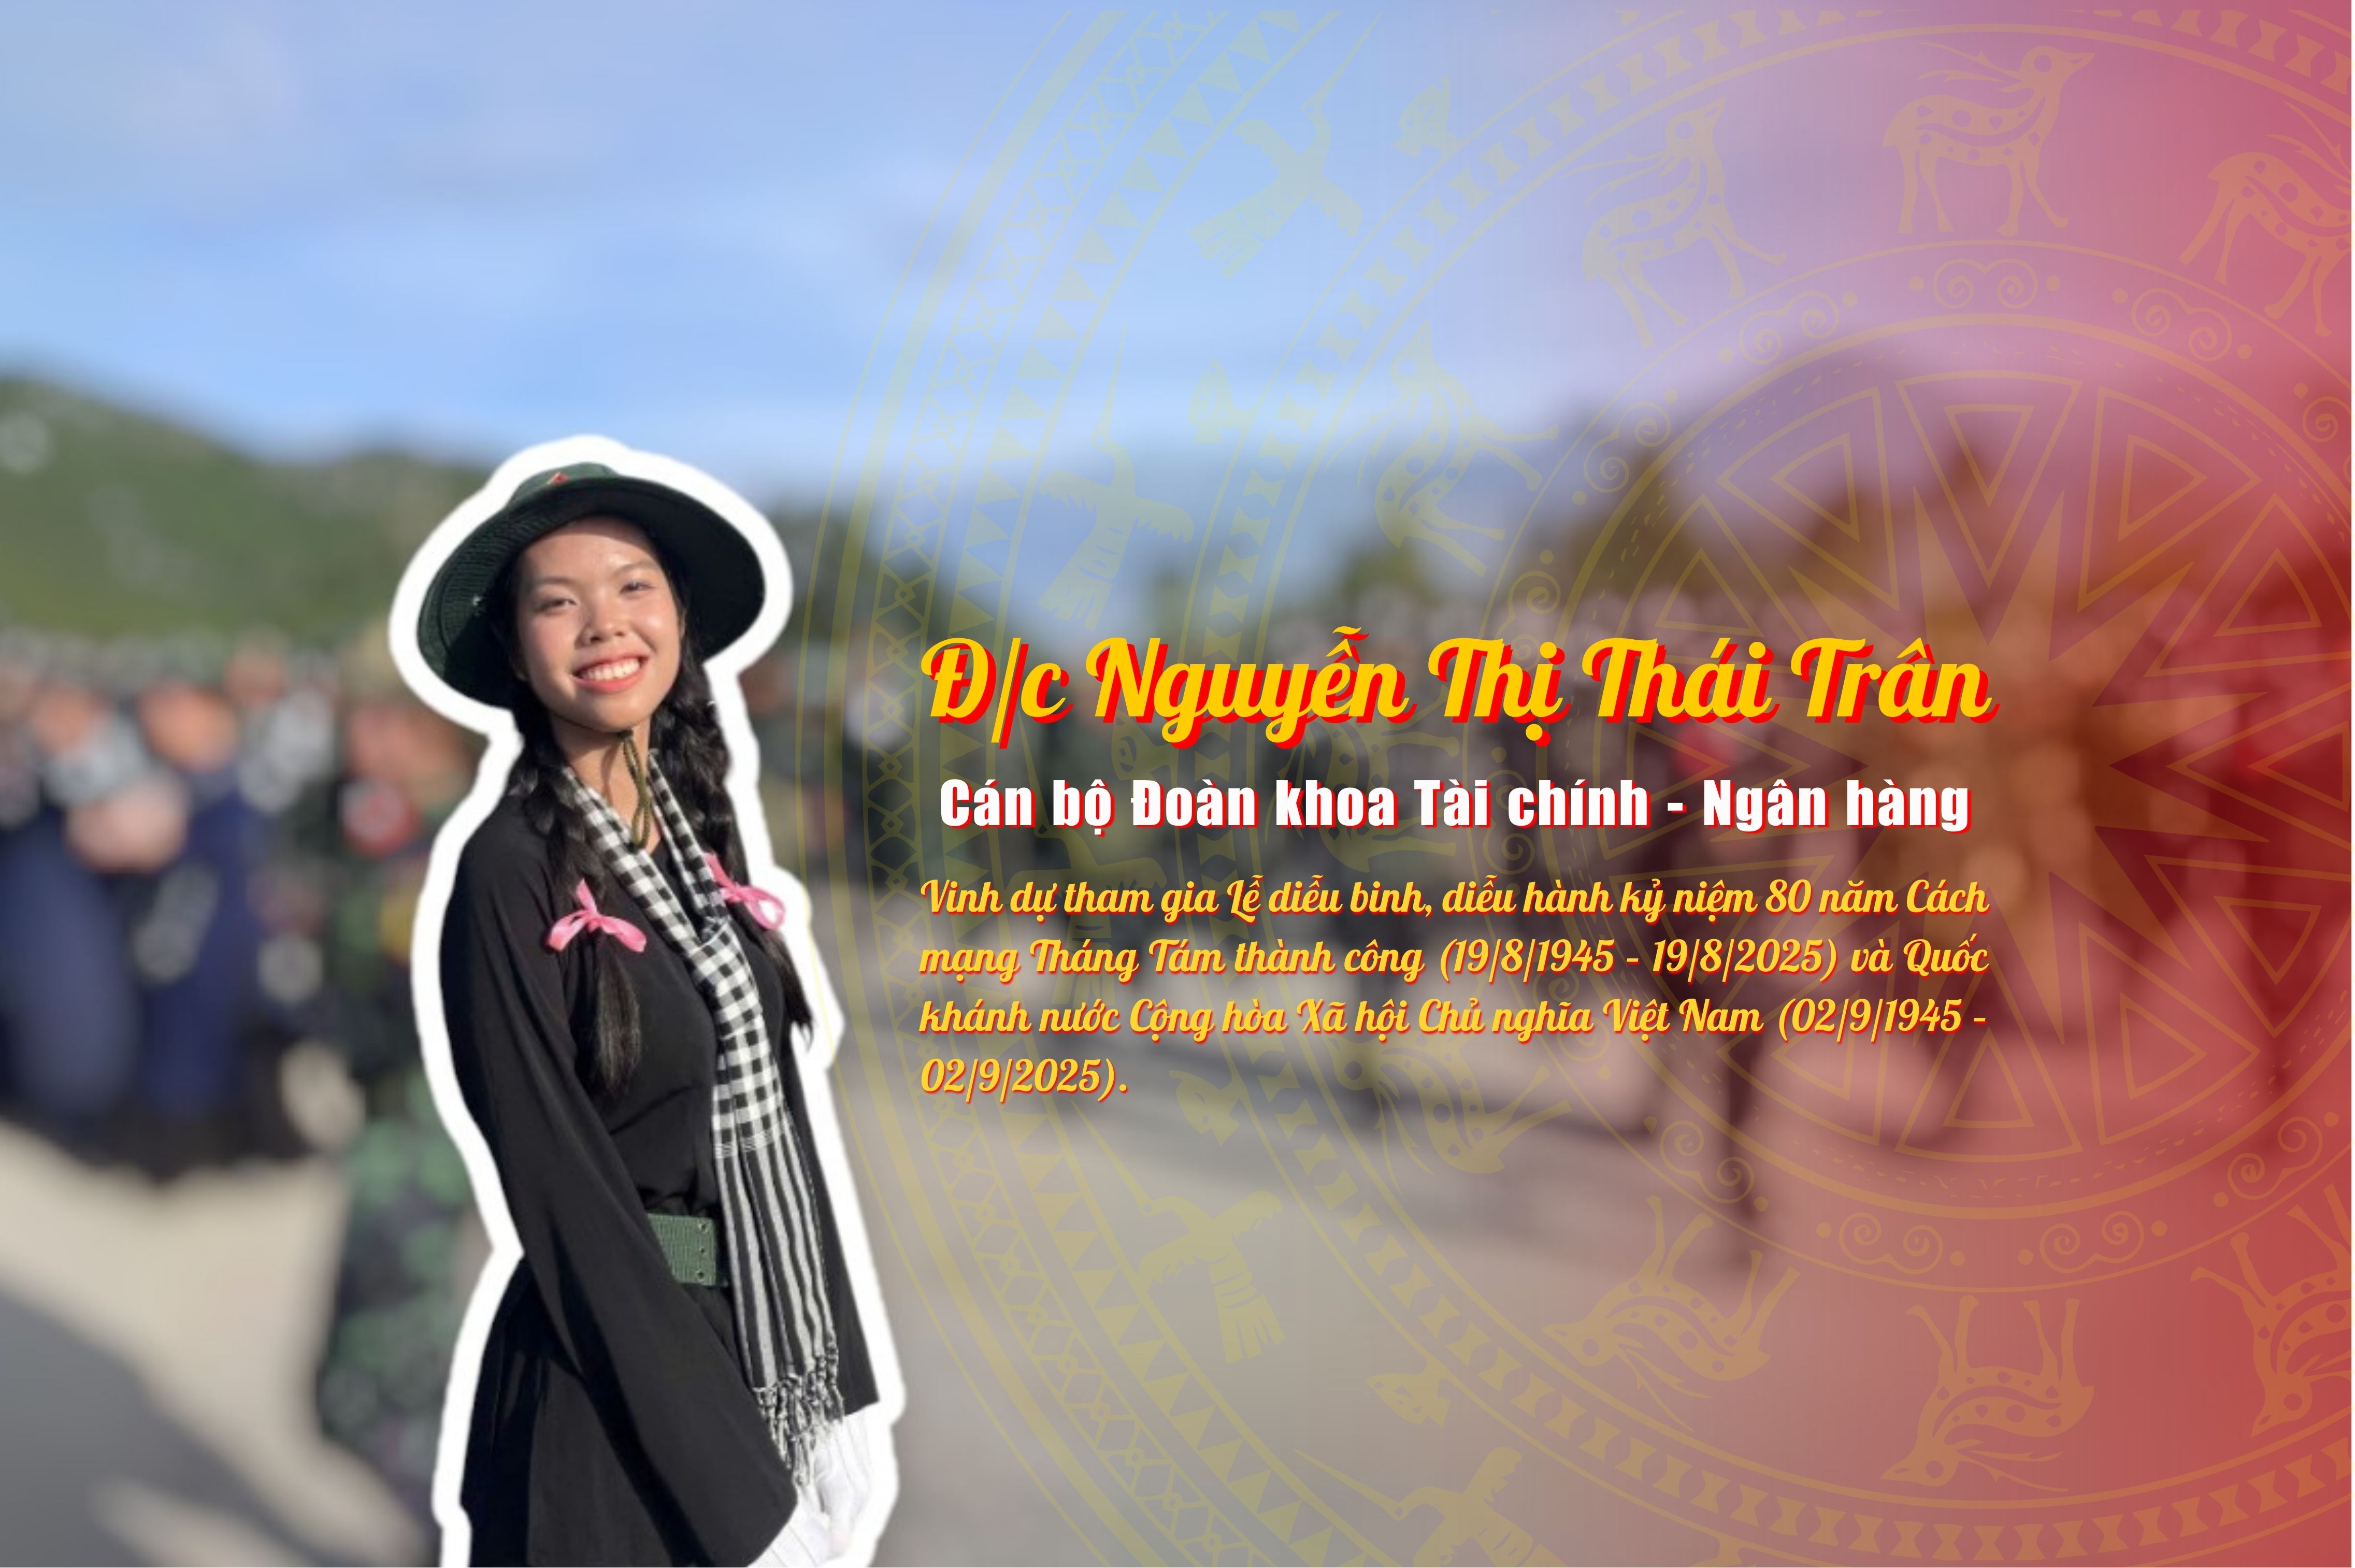 Đ/c Nguyễn Thị Thái Trân
Cán bộ Đoàn khoa Tài chính - Ngân hàng
Vinh dự tham gia Lễ diễu binh, diễu hành kỷ niệm 80 năm Cách
mạng Tháng Tám thành công (19/8/1945 - 19/8/2025) và Quốc
khánh nước Cộng hòa Xã hội Chủ nghĩa Việt Nam (02/9/1945 -
02/9/2025).